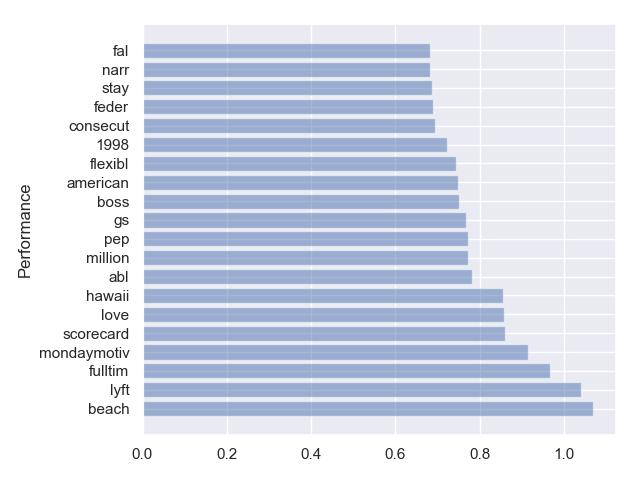 fal
narr
stay
feder
consecut
1998
flexibl
american
boss
gs
pep
million
abl
hawaii
love
scorecard
mondaymotiv
fulltim
lyft
beach
Performance
0.0 0.2 0.4 0.6 0.8 1.0